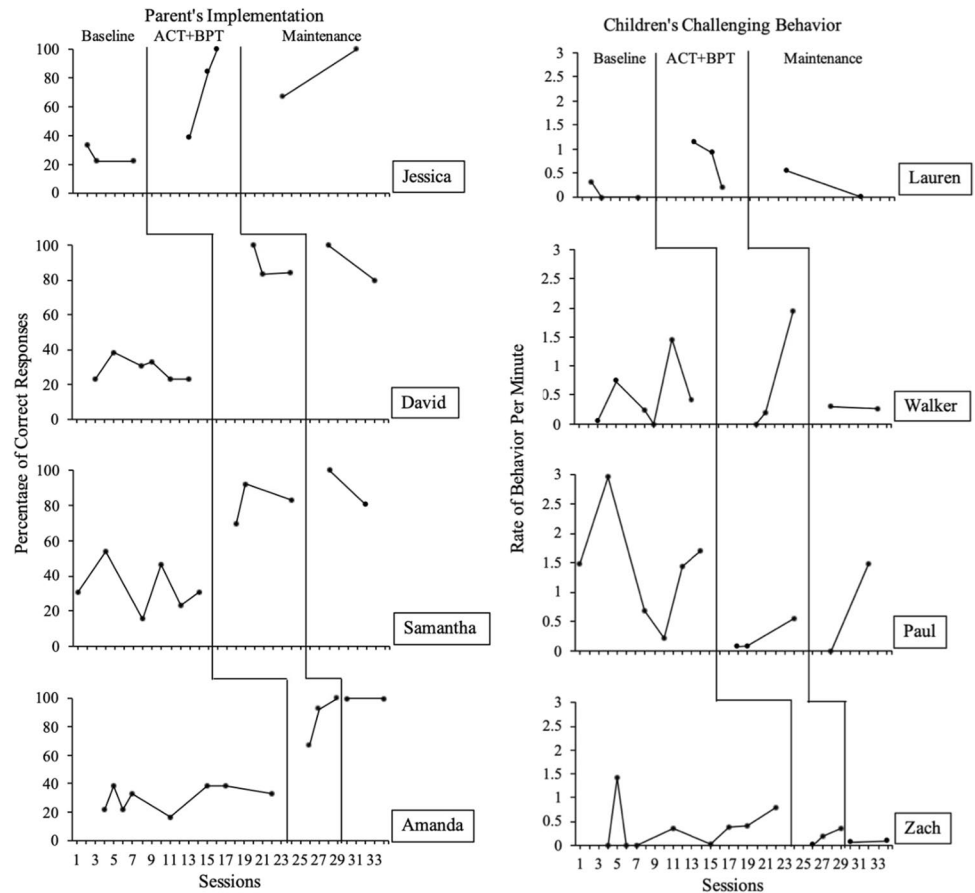 Parent's Implementation
Baseline ACT+BPT Maintenance
100
80
60
40
20
0
Jessica
100
80
60
40
20
0
David
100
80
60
40
20
0
Samantha
100
80
60
40
20
0
Amanda
1 3 5 7 9 11 13 15 17 19 21 23 25 27 29 31 33
Sessions
Percentage of Correct Responses
Children's Challenging Behavior
Baseline ACT+BPT Maintenance
3
2.5
2
1.5
1
0.5
0
Lauren
3
2.5
2
1.5
1
0.5
0
Walker
3
2.5
2
1.5
1
0.5
0
Paul
3
2.5
2
1.5
1
0.5
0
Zach
1 3 5 7 9 11 13 15 17 19 21 23 25 27 29 31 33
Sessions
Rate of Behavior Per Minute